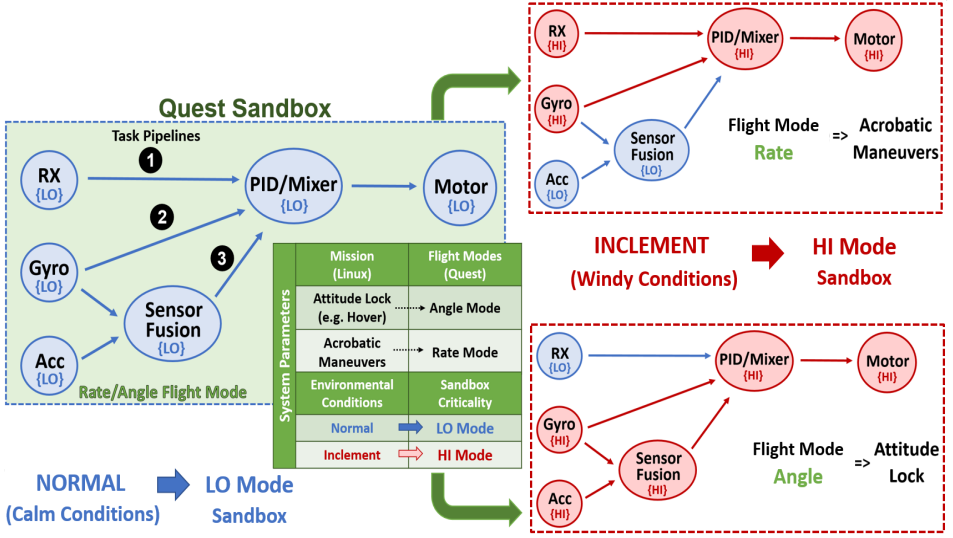 Quest Sandbox
Task Pipelines
1
RX
{LO}
PID/Mixer
{LO}
Motor
{LO}
2
Gyro
{LO}
3
Sensor
Fusion
{LO}
Acc
{LO}
Rate/Angle Flight Mode
NORMAL
(Calm Conditions)
LO Mode
Sandbox
System Parameters
Mission
(Linux)
Flight Modes
(Quest)
Attitude Lock
(e.g. Hover)
Angle Mode
Acrobatic
Maneuvers
Rate Mode
Environmental
Conditions
Sandbox
Criticality
Normal
LO Mode
Inclement
HI Mode
RX
{HI}
PID/Mixer
{HI}
Motor
{HI}
Gyro
{HI}
Sensor
Fusion
{LO}
Acc
{LO}
Flight Mode
Rate
=>
Acrobatic
Maneuvers
INCLEMENT
(Windy Conditions)
HI Mode
Sandbox
RX
{LO}
PID/Mixer
{HI}
Motor
{HI}
Gyro
{HI}
Sensor
Fusion
{HI}
Acc
{HI}
Flight Mode
Angle
=>
Attitude
Lock